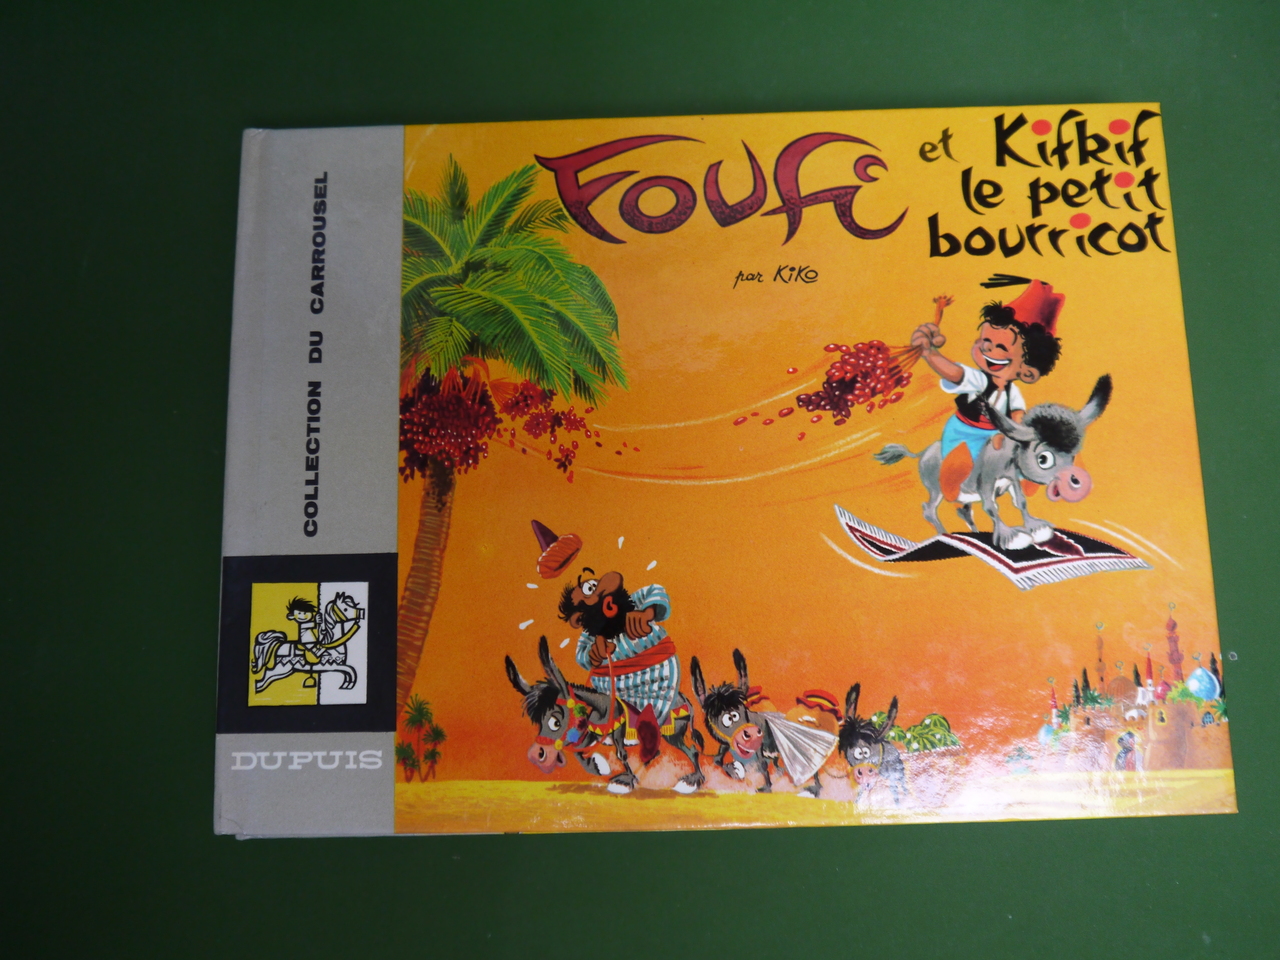 COLLECTION DU CARROUSEL
DUPUIS
Foufi
et Kifkif
le petit
bourricot
par Kiko